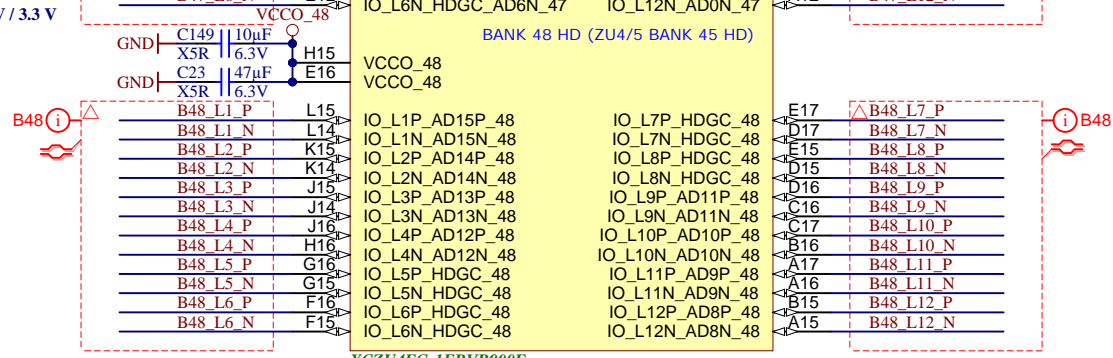 IO_L6N_HDGC_AD6N_47 IO_L12N_AD0N_47
/ 3.3 V
VCCO_48
BANK 48 HD (ZU4/5 BANK 45 HD)
GND C149 10µF
X5R 6.3V
H15 VCCO_48
GND C23 47µF
X5R 6.3V
E16 VCCO_48
B48 i B48_L1_P L15 IO_L1P_AD15P_48 IO_L7P_HDGC_48 E17 B48_L7_P i B48
B48_L1_N L14 IO_L1N_AD15N_48 IO_L7N_HDGC_48 D17 B48_L7_N
B48_L2_P K15 IO_L2P_AD14P_48 IO_L8P_HDGC_48 E15 B48_L8_P
B48_L2_N K14 IO_L2N_AD14N_48 IO_L8N_HDGC_48 D15 B48_L8_N
B48_L3_P J15 IO_L3P_AD13P_48 IO_L9P_AD11P_48 D16 B48_L9_P
B48_L3_N J14 IO_L3N_AD13N_48 IO_L9N_AD11N_48 C16 B48_L9_N
B48_L4_P J16 IO_L4P_AD12P_48 IO_L10P_AD10P_48 C17 B48_L10_P
B48_L4_N H16 IO_L4N_AD12N_48 IO_L10N_AD10N_48 B16 B48_L10_N
B48_L5_P G16 IO_L5P_HDGC_48 IO_L11P_AD9P_48 A17 B48_L11_P
B48_L5_N G15 IO_L5N_HDGC_48 IO_L11N_AD9N_48 A16 B48_L11_N
B48_L6_P F16 IO_L6P_HDGC_48 IO_L12P_AD8P_48 B15 B48_L12_P
B48_L6_N F15 IO_L6N_HDGC_48 IO_L12N_AD8N_48 A15 B48_L12_N